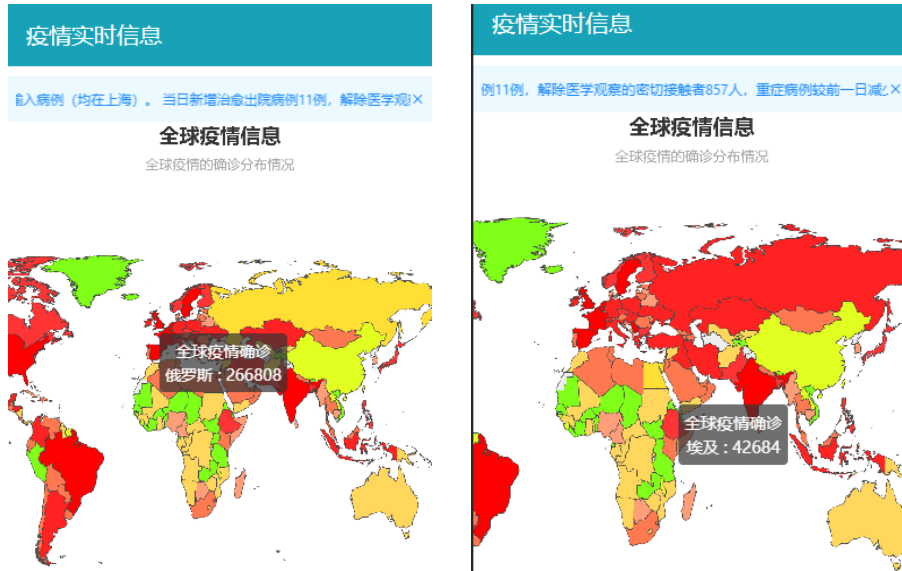 疫情实时信息
输入病例（均在上海）。 当日新增治愈出院病例11例，解除医学观
全球疫情信息
全球疫情的确诊分布情况
全球疫情确诊
俄罗斯 : 266808
疫情实时信息
例11例，解除医学观察的密切接触者857人，重症病例较前一日减
全球疫情信息
全球疫情的确诊分布情况
全球疫情确诊
埃及 : 42684